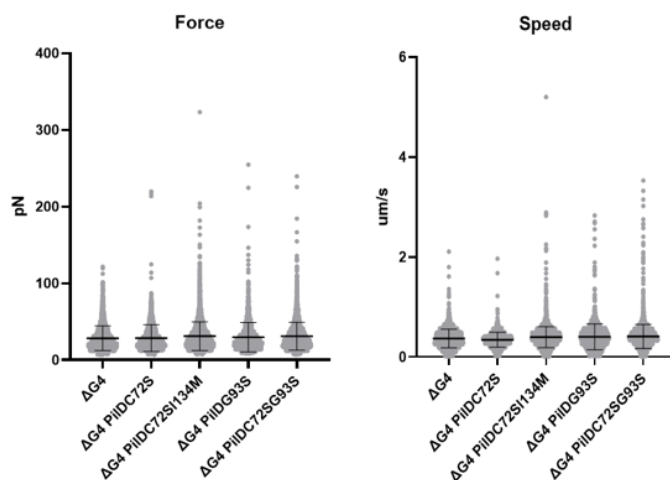 Force
400
300
200
100
0
pN
ΔG4
ΔG4 PilDC72S
ΔG4 PilDC72SI134M
ΔG4 PilDG93S
ΔG4 PilDC72SG93S
Speed
6
4
2
0
um/s
ΔG4
ΔG4 PilDC72S
ΔG4 PilDC72SI134M
ΔG4 PilDG93S
ΔG4 PilDC72SG93S